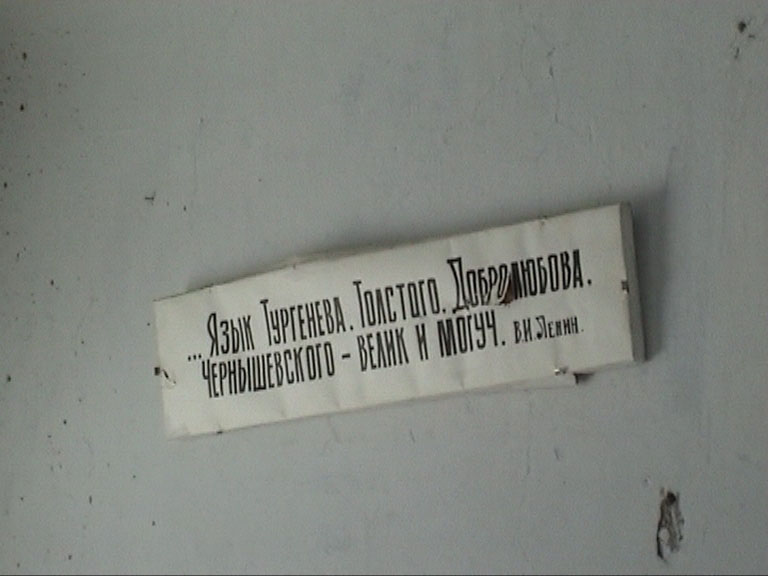 ... Язык Тургенева. Толстого. Добролюбова.
Чернышевского - велик и могуч. В.И.Ленин.